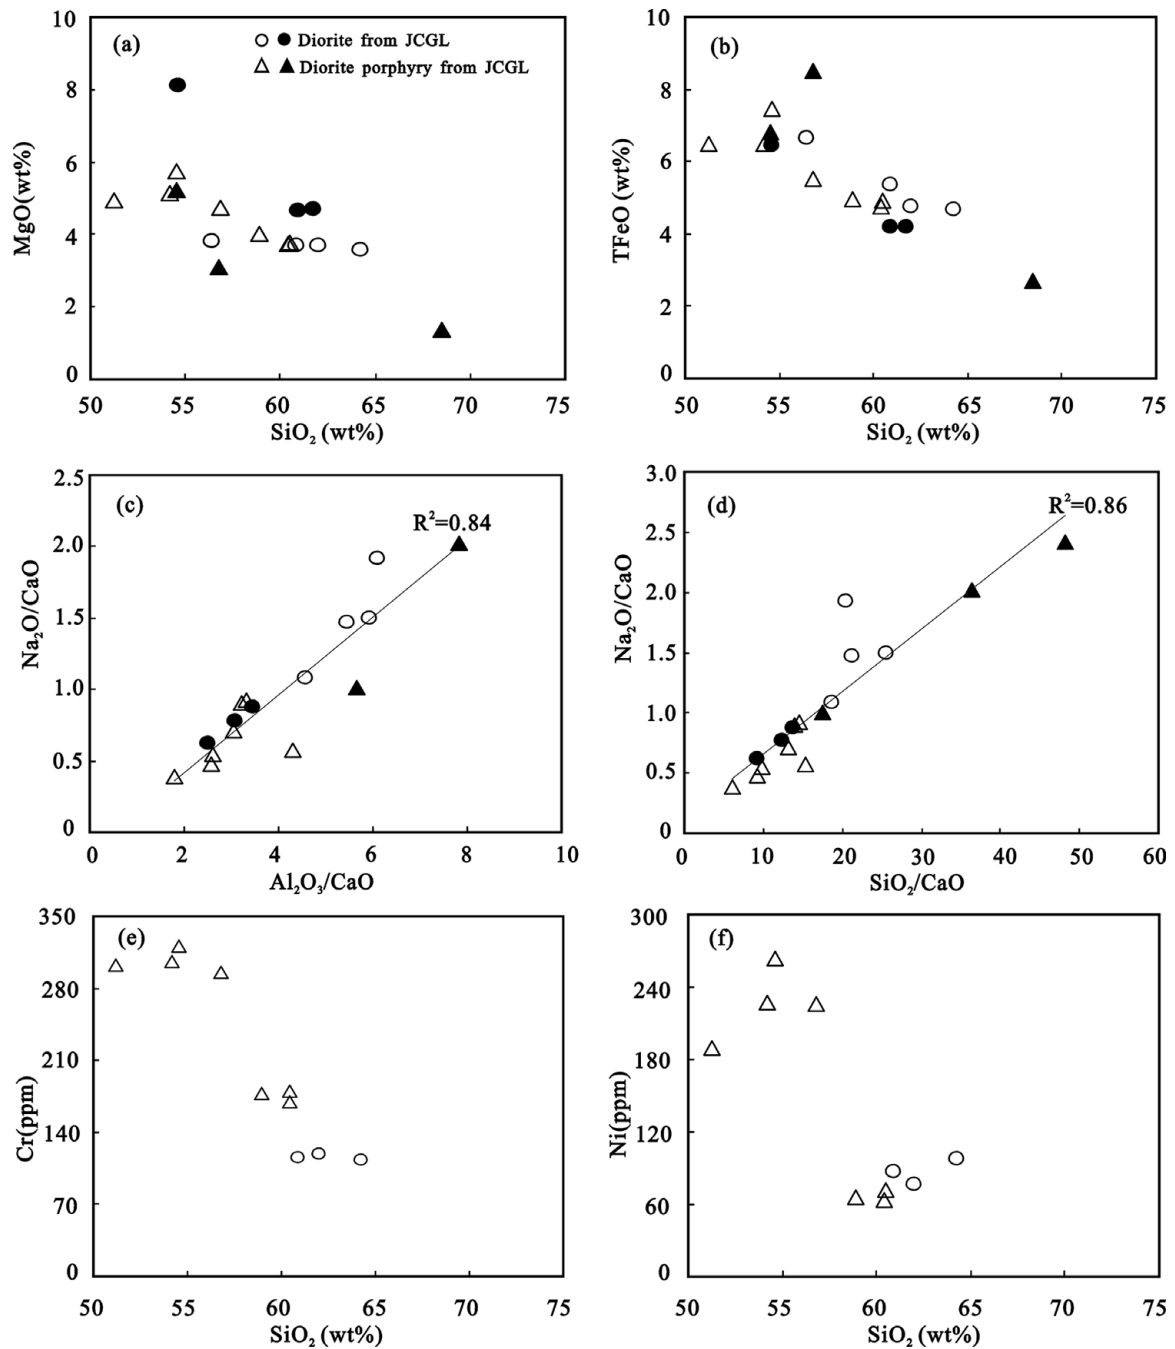 (a)
Diorite from JCGL
Diorite porphyry from JCGL
10
8
6
4
2
0
MgO(wt%)
50 55 60 65 70 75
SiO₂ (wt%)
(b)
10
8
6
4
2
0
TFeO (wt%)
50 55 60 65 70 75
SiO₂ (wt%)
(c)
R²=0.84
2.5
2.0
1.5
1.0
0.5
0
Na₂O/CaO
0 2 4 6 8 10
Al₂O₃/CaO
(d)
R²=0.86
3.0
2.5
2.0
1.5
1.0
0.5
0
Na₂O/CaO
0 10 20 30 40 50 60
SiO₂/CaO
(e)
350
280
210
140
70
0
Cr(ppm)
50 55 60 65 70 75
SiO₂ (wt%)
(f)
300
240
180
120
60
0
Ni(ppm)
50 55 60 65 70 75
SiO₂ (wt%)